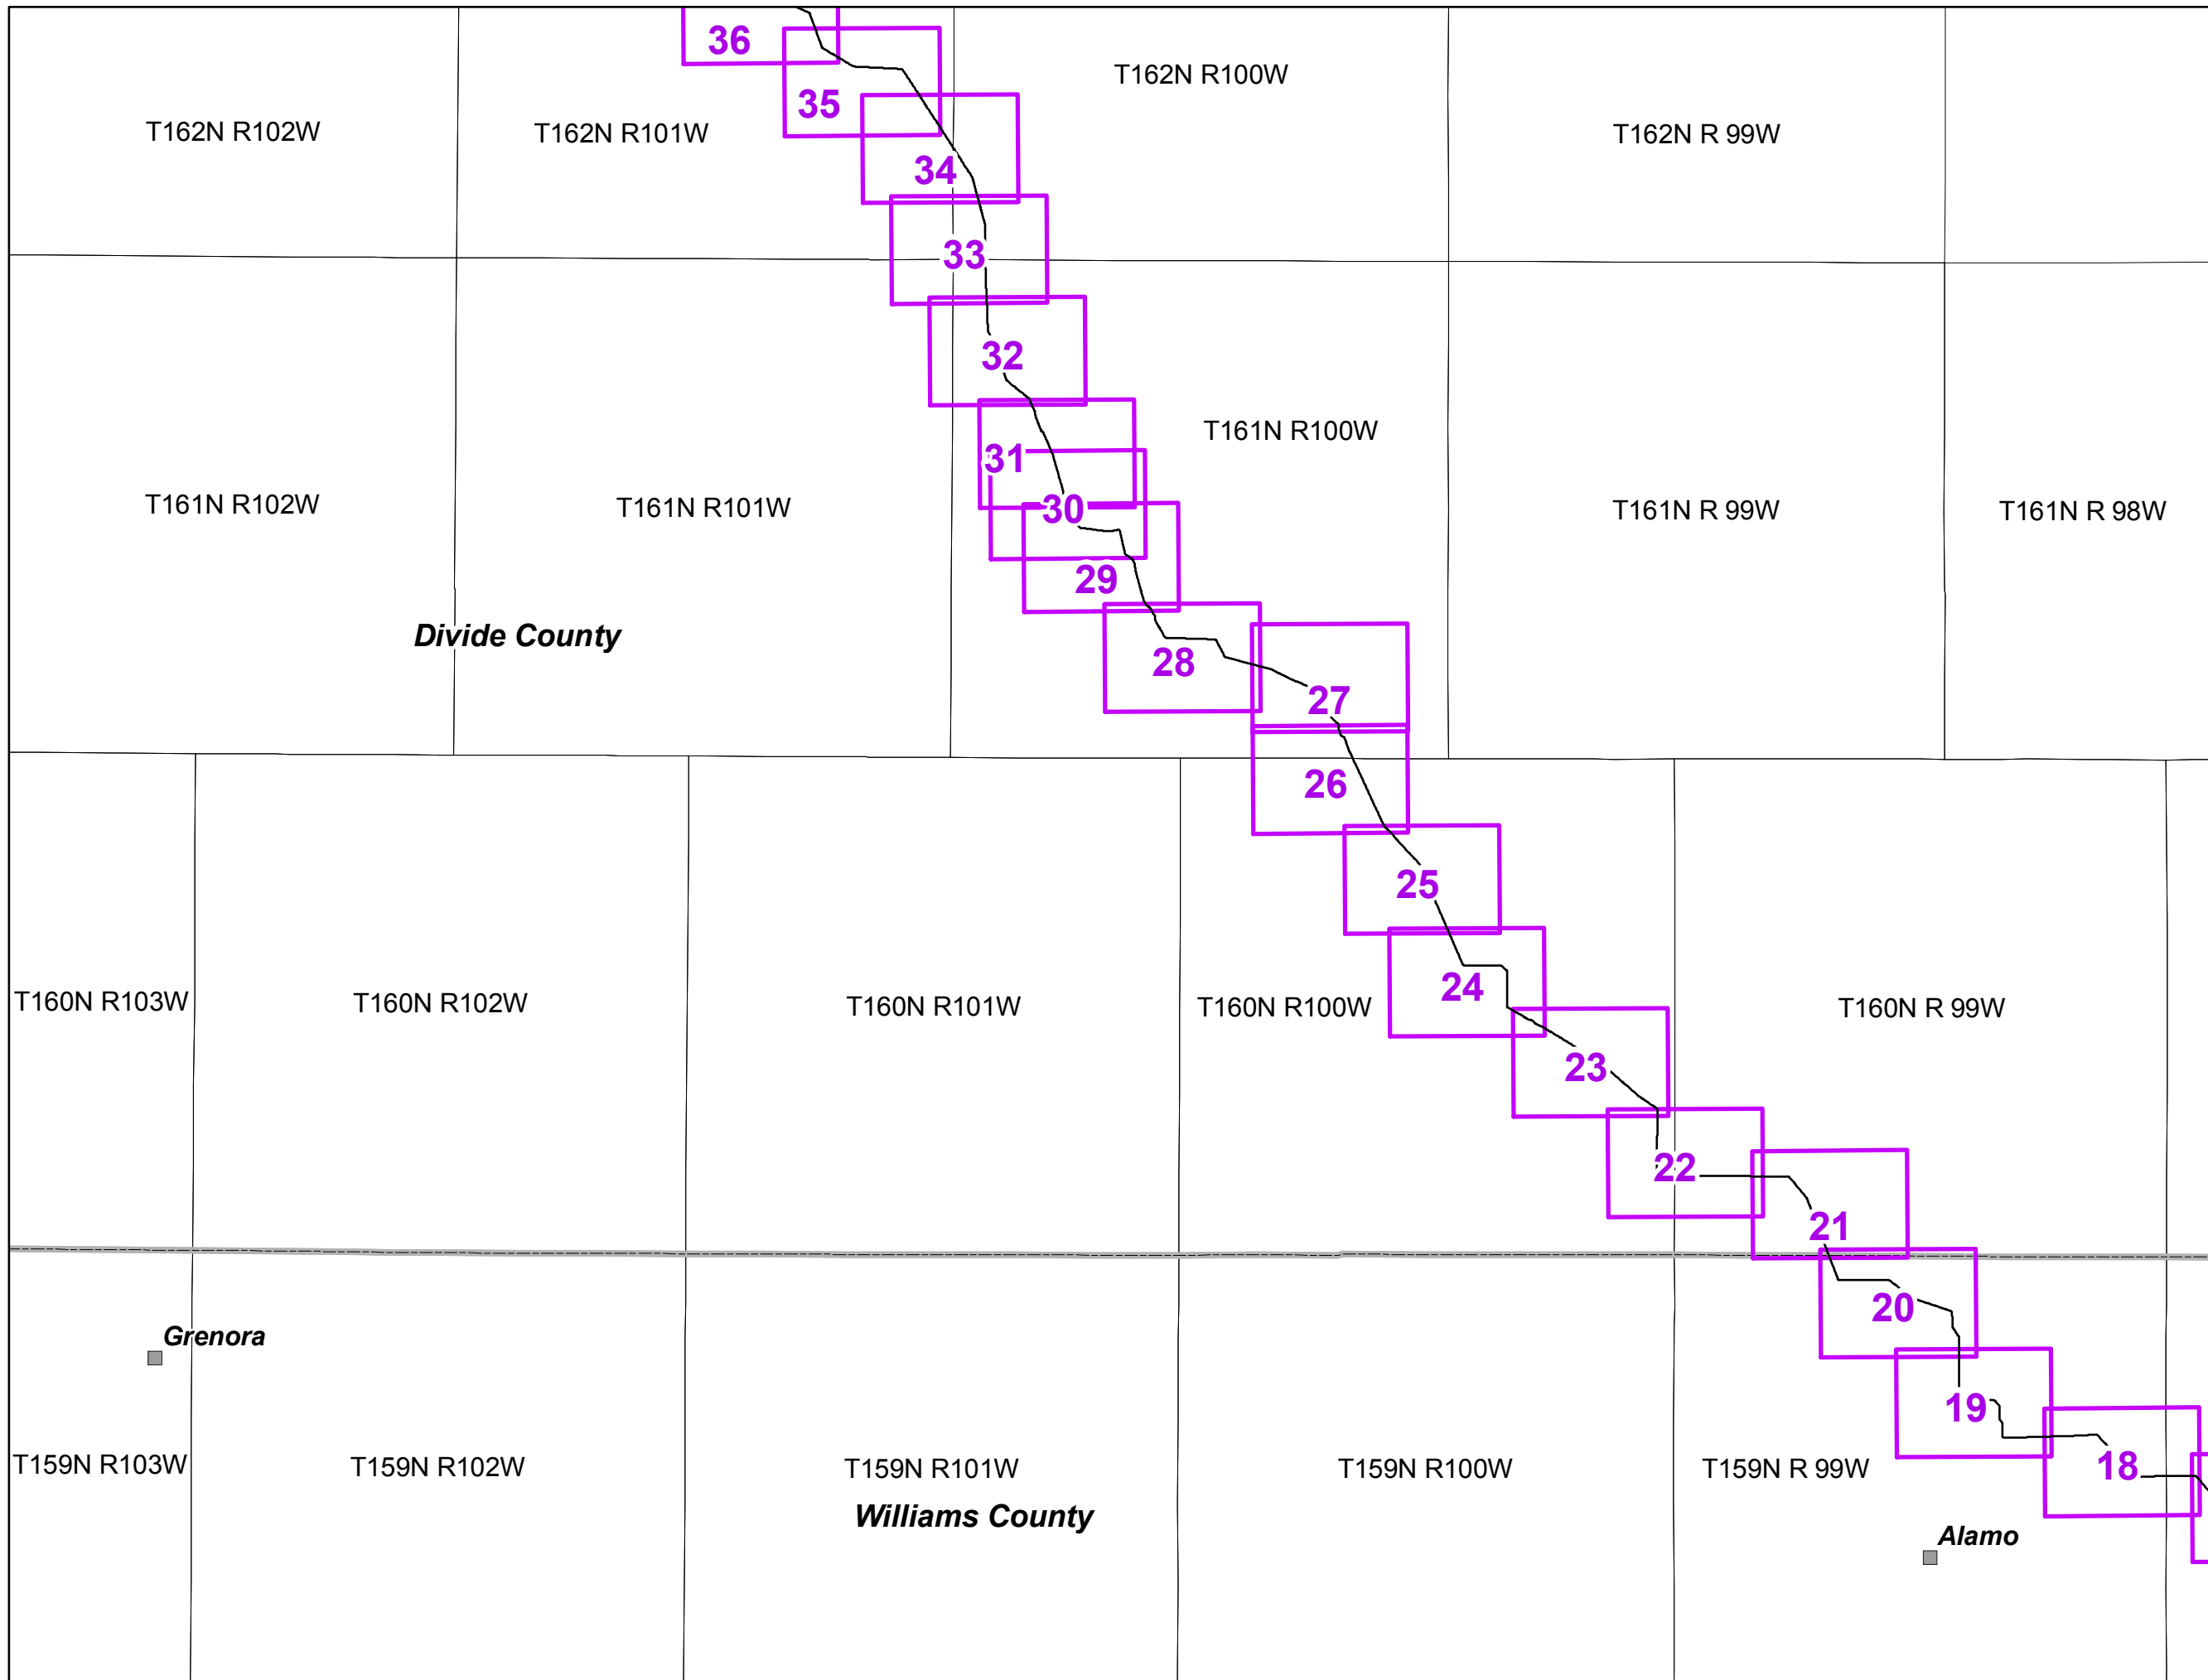 36
T162N R100W
35
T162N R102W
T162N R101W
T162N R 99W
34
33
32
T161N R100W
31
T161N R102W
T161N R101W
30
T161N R 99W
T161N R 98W
29
Divide County
28
27
26
25
24
T160N R103W
T160N R102W
T160N R101W
T160N R100W
T160N R 99W
23
22
21
20
Grenora
19
T159N R103W
T159N R102W
T159N R101W
T159N R100W
T159N R 99W
18
Williams County
Alamo